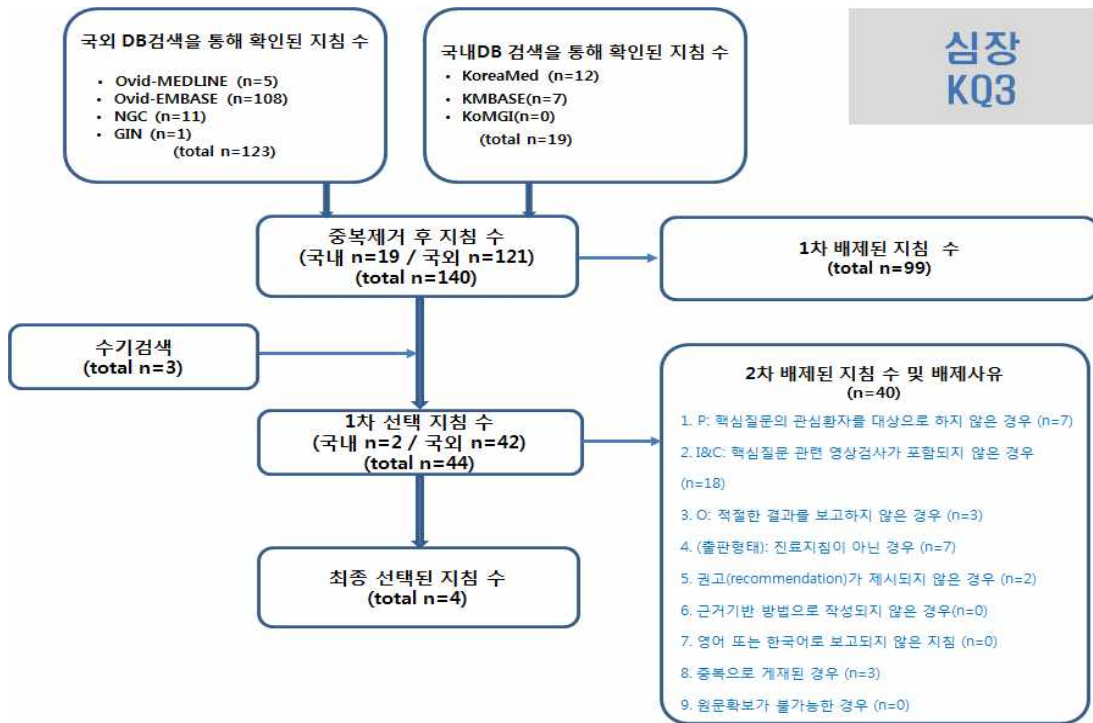 국외 DB검색을 통해 확인된 지침 수
• Ovid-MEDLINE (n=5)
• Ovid-EMBASE (n=108)
• NGC (n=11)
• GIN (n=1)
(total n=123)
국내DB 검색을 통해 확인된 지침 수
• KoreaMed (n=12)
• KMBASE(n=7)
• KoMGI(n=0)
(total n=19)
심장
KQ3
중복제거 후 지침 수
(국내 n=19 / 국외 n=121)
(total n=140)
1차 배제된 지침 수
(total n=99)
수기검색
(total n=3)
1차 선택 지침 수
(국내 n=2 / 국외 n=42)
(total n=44)
2차 배제된 지침 수 및 배제사유
(n=40)
1. P: 핵심질문의 관심환자를 대상으로 하지 않은 경우 (n=7)
2. I&C: 핵심질문 관련 영상검사가 포함되지 않은 경우
(n=18)
3. O: 적절한 결과를 보고하지 않은 경우 (n=3)
4. (출판형태): 진료지침이 아닌 경우 (n=7)
5. 권고(recommendation)가 제시되지 않은 경우 (n=2)
6. 근거기반 방법으로 작성되지 않은 경우(n=0)
7. 영어 또는 한국어로 보고되지 않은 지침 (n=0)
8. 중복으로 게재된 경우 (n=3)
9. 원문확보가 불가능한 경우 (n=0)
최종 선택된 지침 수
(total n=4)